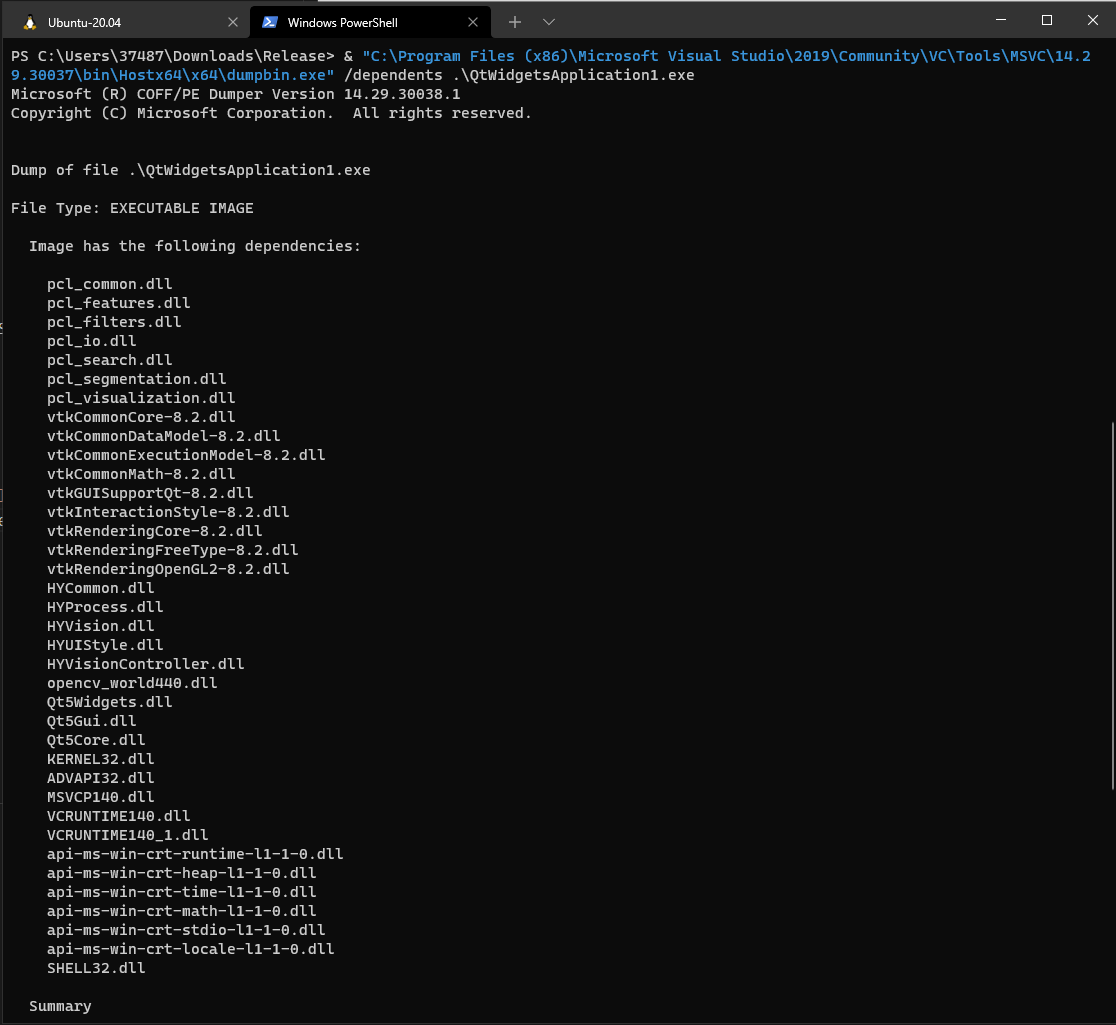 Ubuntu-20.04
Windows PowerShell
PS C:\Users\37487\Downloads\Release> & "C:\Program Files (x86)\Microsoft Visual Studio\2019\Community\VC\Tools\MSVC\14.2
9.30037\bin\Hostx64\x64\dumpbin.exe" /dependents .\QtWidgetsApplication1.exe
Microsoft (R) COFF/PE Dumper Version 14.29.30038.1
Copyright (C) Microsoft Corporation.  All rights reserved.
Dump of file .\QtWidgetsApplication1.exe
File Type: EXECUTABLE IMAGE
Image has the following dependencies:
pcl_common.dll
pcl_features.dll
pcl_filters.dll
pcl_io.dll
pcl_search.dll
pcl_segmentation.dll
pcl_visualization.dll
vtkCommonCore-8.2.dll
vtkCommonDataModel-8.2.dll
vtkCommonExecutionModel-8.2.dll
vtkCommonMath-8.2.dll
vtkGUISupportQt-8.2.dll
vtkInteractionStyle-8.2.dll
vtkRenderingCore-8.2.dll
vtkRenderingFreeType-8.2.dll
vtkRenderingOpenGL2-8.2.dll
HYCommon.dll
HYProcess.dll
HYVision.dll
HYUIStyle.dll
HYVisionController.dll
opencv_world440.dll
Qt5Widgets.dll
Qt5Gui.dll
Qt5Core.dll
KERNEL32.dll
ADVAPI32.dll
MSVCP140.dll
VCRUNTIME140.dll
VCRUNTIME140_1.dll
api-ms-win-crt-runtime-l1-1-0.dll
api-ms-win-crt-heap-l1-1-0.dll
api-ms-win-crt-time-l1-1-0.dll
api-ms-win-crt-math-l1-1-0.dll
api-ms-win-crt-stdio-l1-1-0.dll
api-ms-win-crt-locale-l1-1-0.dll
SHELL32.dll
Summary